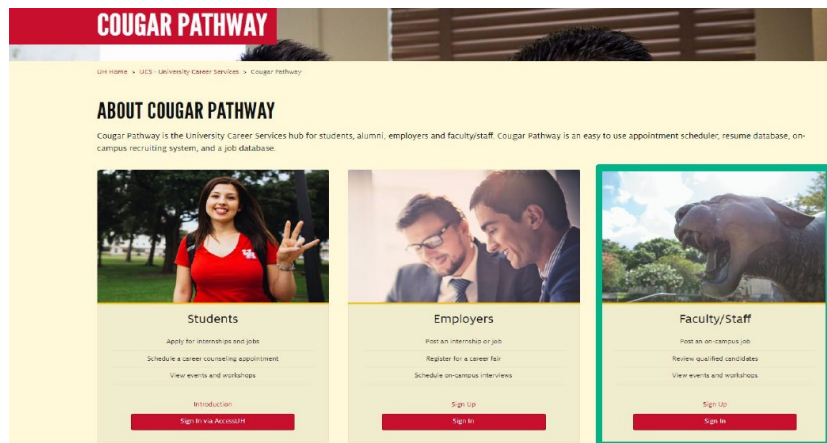 COUGAR PATHWAY
UH Home > UCS - University Career Services > Cougar Pathway
ABOUT COUGAR PATHWAY
Cougar Pathway is the University Career Services hub for students, alumni, employers and faculty/staff. Cougar Pathway is an easy to use appointment scheduler, resume database, on-
campus recruiting system, and a job database.
Students
Apply for internships and jobs
Schedule a career counseling appointment
View events and workshops
Introduction
Sign In via AccessUH
Employers
Post an internship or job
Register for a career fair
Schedule on-campus interviews
Sign Up
Sign In
Faculty/Staff
Post an on-campus job
Review qualified candidates
View events and workshops
Sign Up
Sign In